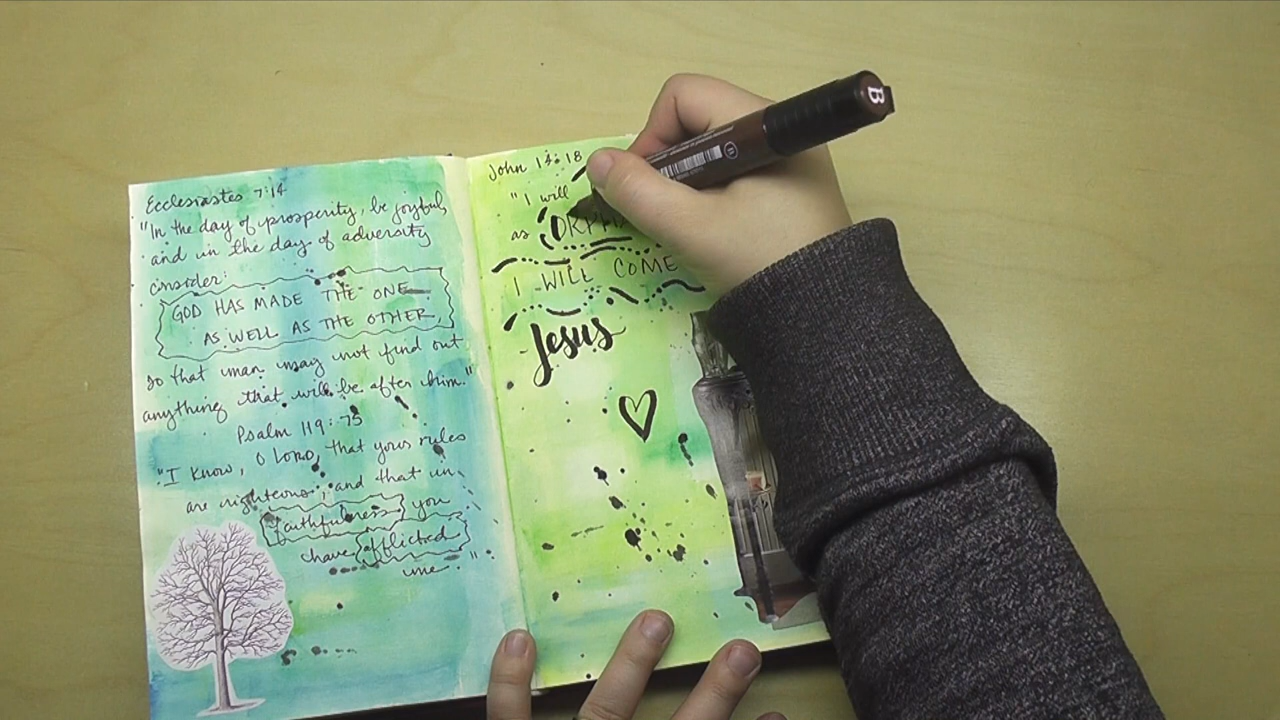 Ecclesiastes 7:14
"In the day of prosperity, be joyful,
and in the day of adversity
consider:
GOD HAS MADE THE ONE
AS WELL AS THE OTHER,
so that man may not find out
anything that will be after him."
Psalm 119:75
"I know, O LORD, that your rules
are righteous, and that in
faithfulness you
have afflicted
me."
John 14:18
"I will
as
I WILL COME
Jesus
B